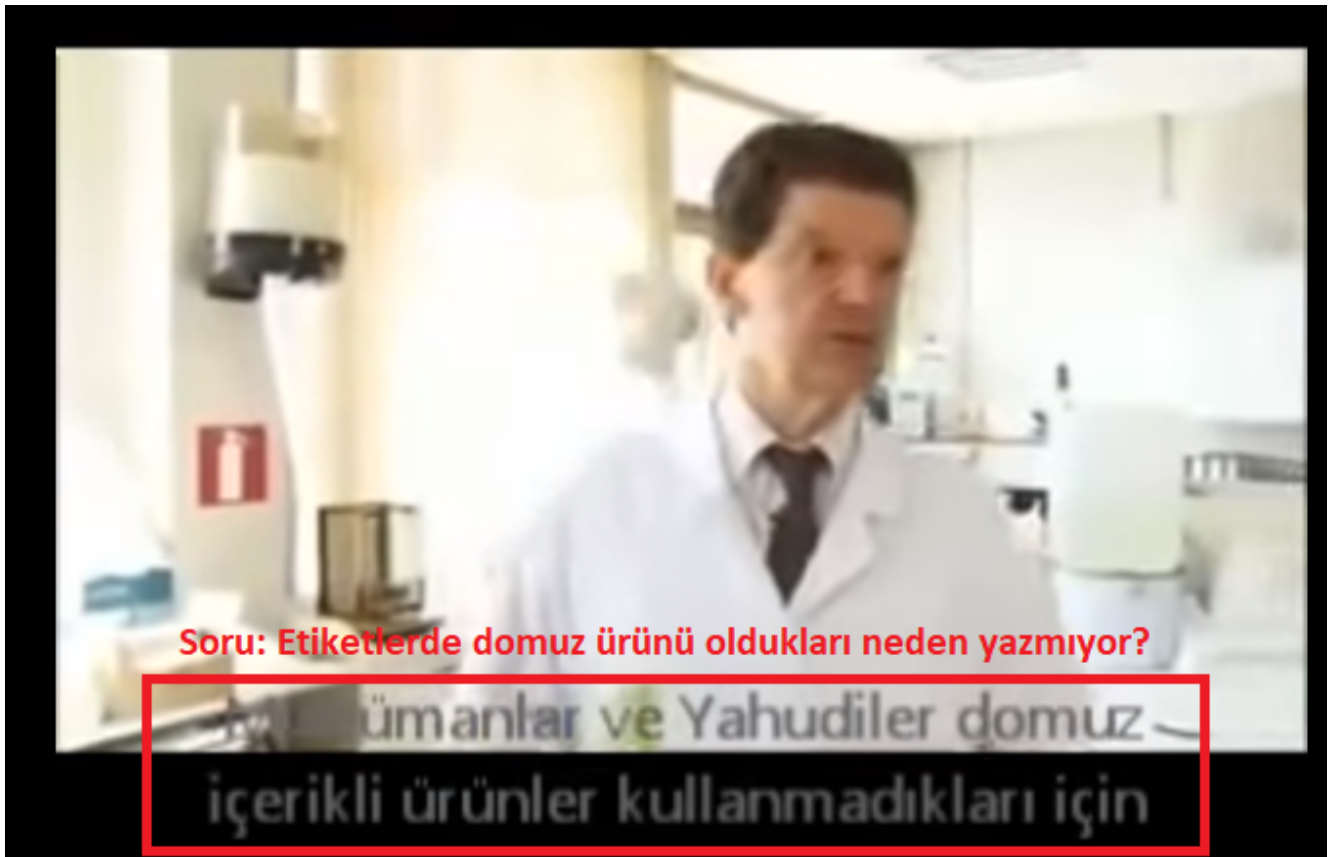 Soru: Etiketlerde domuz ürünü oldukları neden yazmıyor?
ve Yahudiler domuz
içerikli ürünler kullanmadıkları için